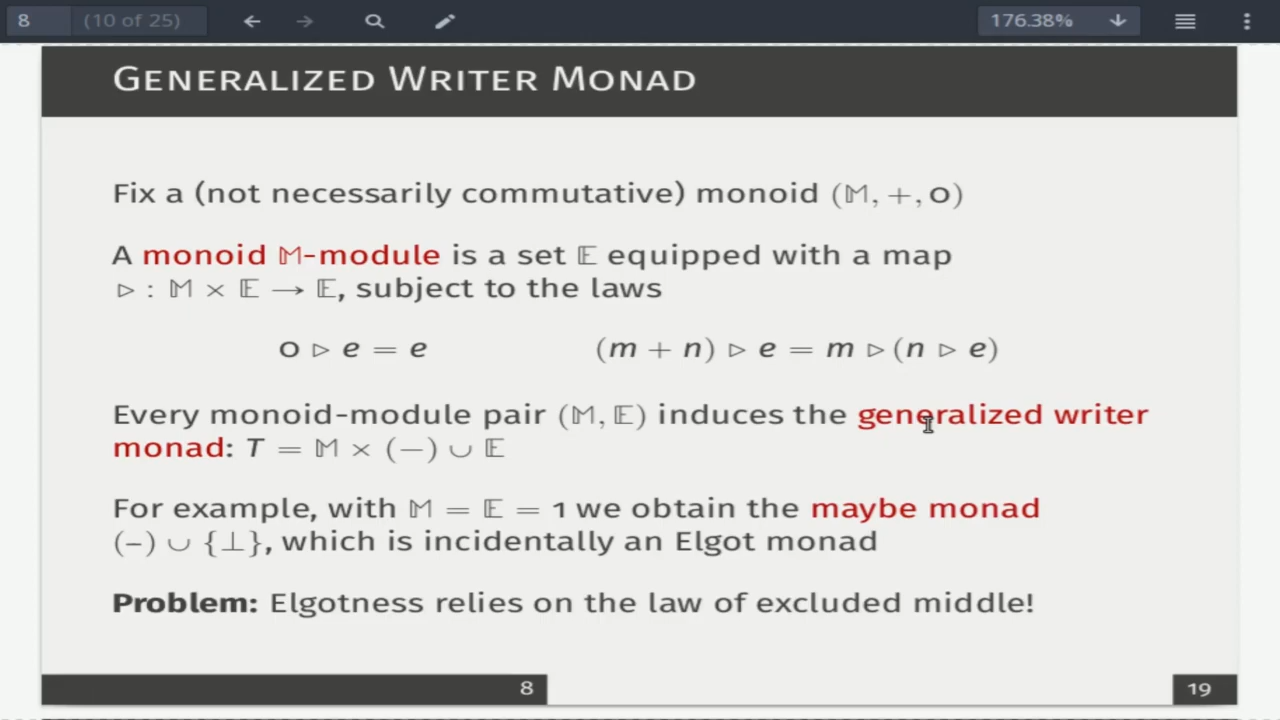 8 (10 of 25) 176.38%
GENERALIZED WRITER MONAD
Fix a (not necessarily commutative) monoid (𝕄, +, 0)
A monoid 𝕄-module is a set 𝔼 equipped with a map
▷ : 𝕄 × 𝔼 → 𝔼, subject to the laws
0 ▷ e = e (m + n) ▷ e = m ▷ (n ▷ e)
Every monoid-module pair (𝕄, 𝔼) induces the generalized writer
monad: T = 𝕄 × (−) ∪ 𝔼
For example, with 𝕄 = 𝔼 = 1 we obtain the maybe monad
(–) ∪ {⊥}, which is incidentally an Elgot monad
Problem: Elgotness relies on the law of excluded middle!
8 19